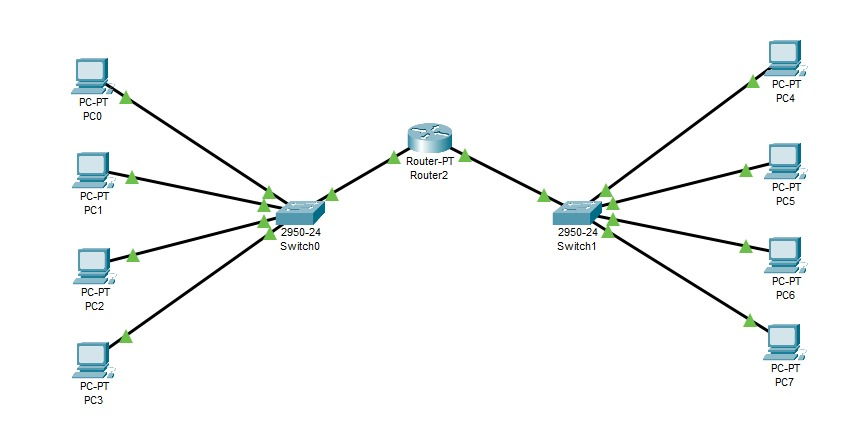 PC-PT
PC0
PC-PT
PC1
PC-PT
PC2
PC-PT
PC3
2950-24
Switch0
Router-PT
Router2
2950-24
Switch1
PC-PT
PC4
PC-PT
PC5
PC-PT
PC6
PC-PT
PC7